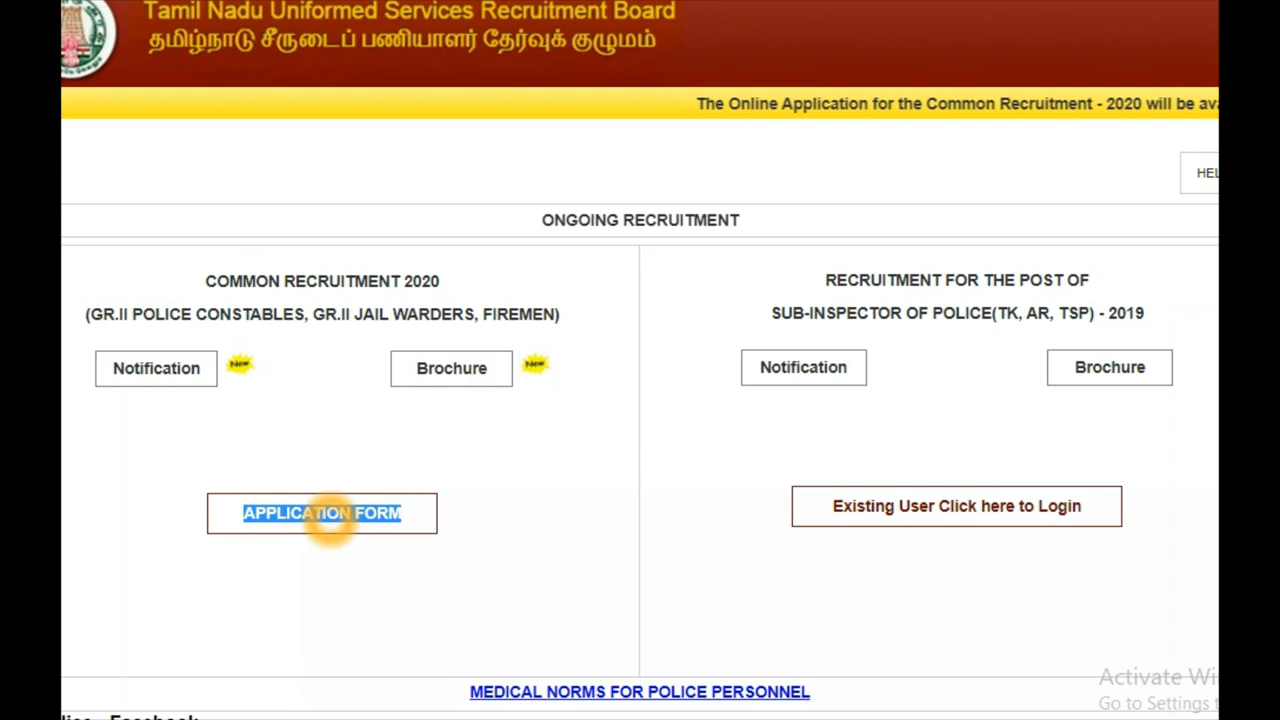 Tamil Nadu Uniformed Services Recruitment Board
தமிழ்நாடு சீருடைப் பணியாளர் தேர்வுக் குழுமம்
The Online Application for the Common Recruitment - 2020 will be ava
HEL
ONGOING RECRUITMENT
COMMON RECRUITMENT 2020
(GR.II POLICE CONSTABLES, GR.II JAIL WARDERS, FIREMEN)
Notification New Brochure New
APPLICATION FORM
RECRUITMENT FOR THE POST OF
SUB-INSPECTOR OF POLICE(TK, AR, TSP) - 2019
Notification Brochure
Existing User Click here to Login
MEDICAL NORMS FOR POLICE PERSONNEL
Activate Wi
Go to Settings t